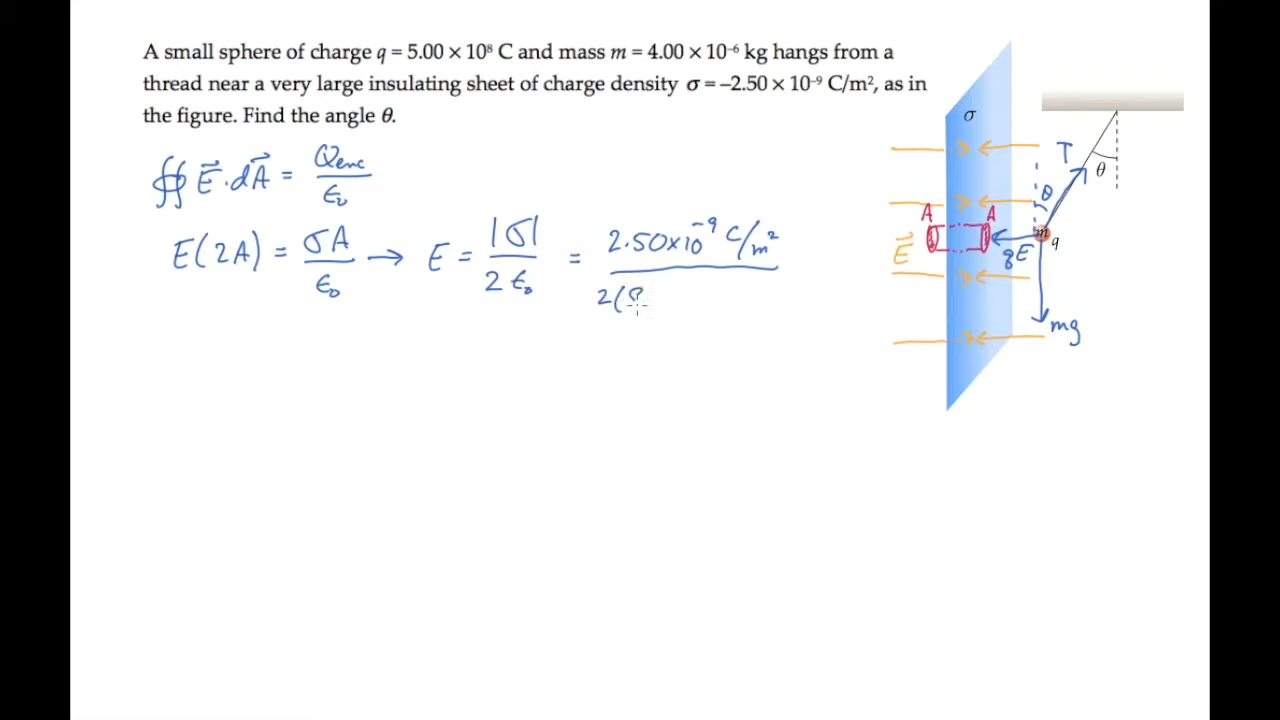 A small sphere of charge q = 5.00 × 10⁸ C and mass m = 4.00 × 10⁻⁶ kg hangs from a
thread near a very large insulating sheet of charge density σ = –2.50 × 10⁻⁹ C/m², as in
the figure. Find the angle θ.
∯ E⃗ · dA⃗ = Qenc / ϵ₀
E(2A) = σA / ϵ₀ → E = |σ| / 2ϵ₀ = 2.50×10⁻⁹ C/m² / 2(8
σ
T
θ
θ
A
A
E⃗
qE
m
q
mg